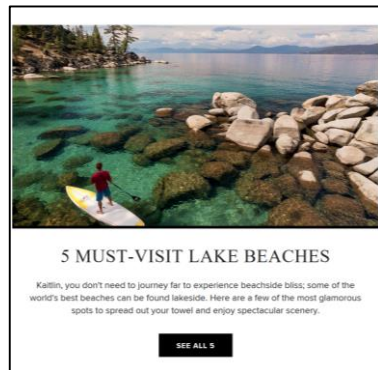 5 MUST-VISIT LAKE BEACHES
Kaitlin, you don't need to journey far to experience beachside bliss; some of the
world's best beaches can be found lakeside. Here are a few of the most glamorous
spots to spread out your towel and enjoy spectacular scenery.
SEE ALL 5